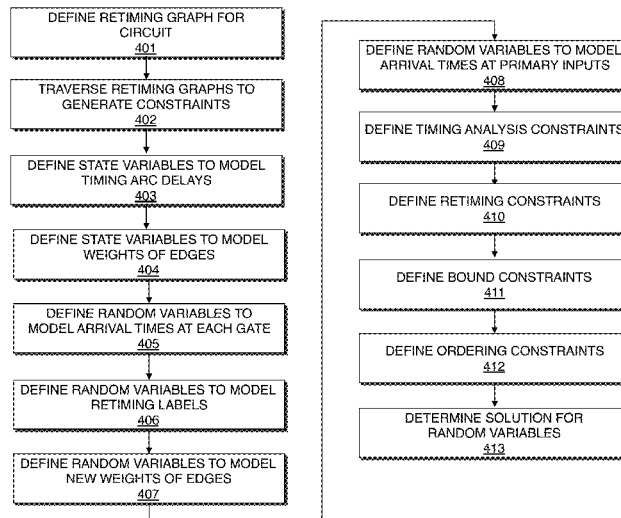 DEFINE RETIMING GRAPH FOR
CIRCUIT
401
TRAVERSE RETIMING GRAPHS TO
GENERATE CONSTRAINTS
402
DEFINE STATE VARIABLES TO MODEL
TIMING ARC DELAYS
403
DEFINE STATE VARIABLES TO MODEL
WEIGHTS OF EDGES
404
DEFINE RANDOM VARIABLES TO
MODEL ARRIVAL TIMES AT EACH GATE
405
DEFINE RANDOM VARIABLES TO MODEL
RETIMING LABELS
406
DEFINE RANDOM VARIABLES TO MODEL
NEW WEIGHTS OF EDGES
407
DEFINE RANDOM VARIABLES TO MODEL
ARRIVAL TIMES AT PRIMARY INPUTS
408
DEFINE TIMING ANALYSIS CONSTRAINTS
409
DEFINE RETIMING CONSTRAINTS
410
DEFINE BOUND CONSTRAINTS
411
DEFINE ORDERING CONSTRAINTS
412
DETERMINE SOLUTION FOR
RANDOM VARIABLES
413